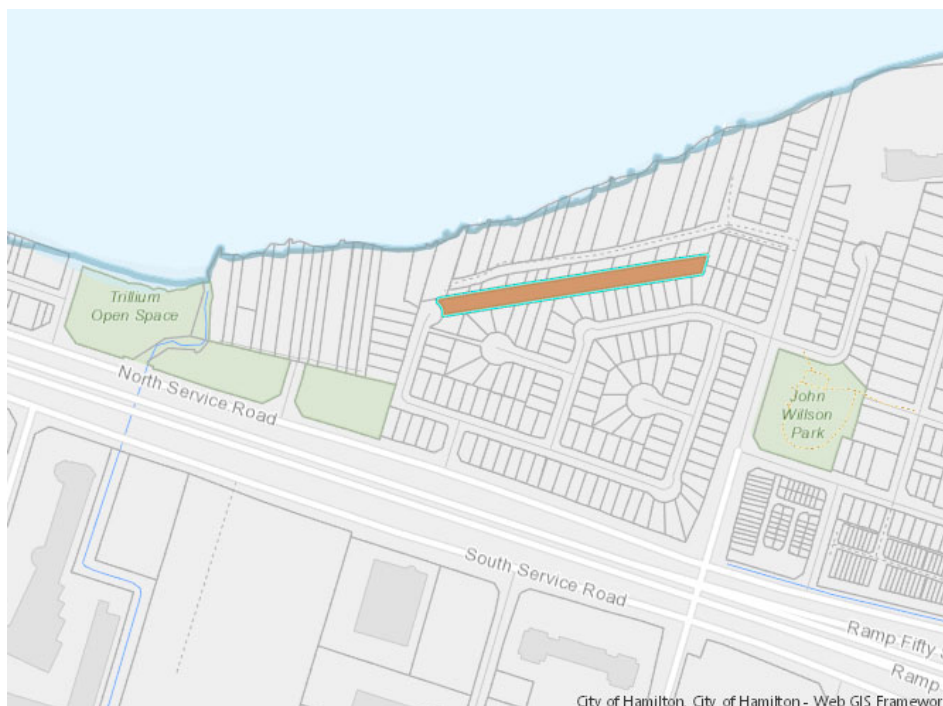 Trillium
Open Space
North Service Road
John
Willson
Park
South Service Road
Ramp Fifty
Ramp
City of Hamilton, City of Hamilton - Web GIS Framewor